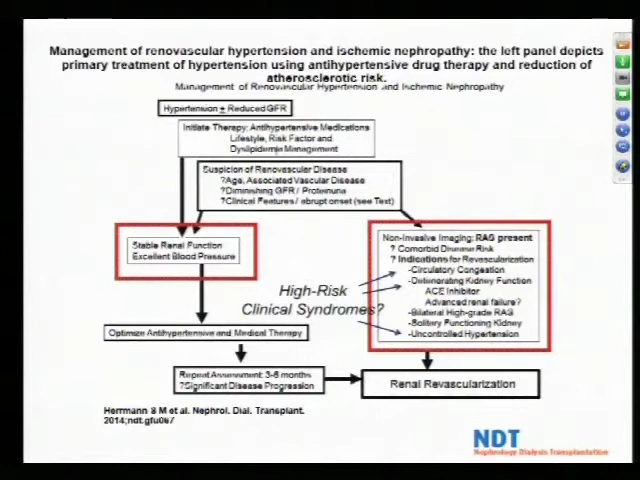 Management of renovascular hypertension and ischemic nephropathy: the left panel depicts
primary treatment of hypertension using antihypertensive drug therapy and reduction of
atherosclerotic risk.
Management of Renovascular Hypertension and Ischemic Nephropathy
Hypertension ± Reduced GFR
Initiate Therapy: Antihypertensive Medications
Lifestyle, Risk Factor and
Dyslipidemia Management
Suspicion of Renovascular Disease
?Age, Associated Vascular Disease
?Diminishing GFR / Proteinuria
?Clinical Features / abrupt onset (see Text)
Stable Renal Function
Excellent Blood Pressure
Non-Invasive Imaging: RAS present
? Comorbid Disease Risk
? Indications for Revascularization
-Circulatory Congestion
-Deteriorating Kidney Function
ACE Inhibitor
Advanced renal failure?
-Bilateral High-grade RAS
-Solitary Functioning Kidney
-Uncontrolled Hypertension
High-Risk
Clinical Syndromes?
Optimize Antihypertensive and Medical Therapy
Repeat Assessment: 3-6 months
?Significant Disease Progression
Renal Revascularization
Herrmann S M et al. Nephrol. Dial. Transplant.
2014;ndt.gfu067
NDT
Nephrology Dialysis Transplantation